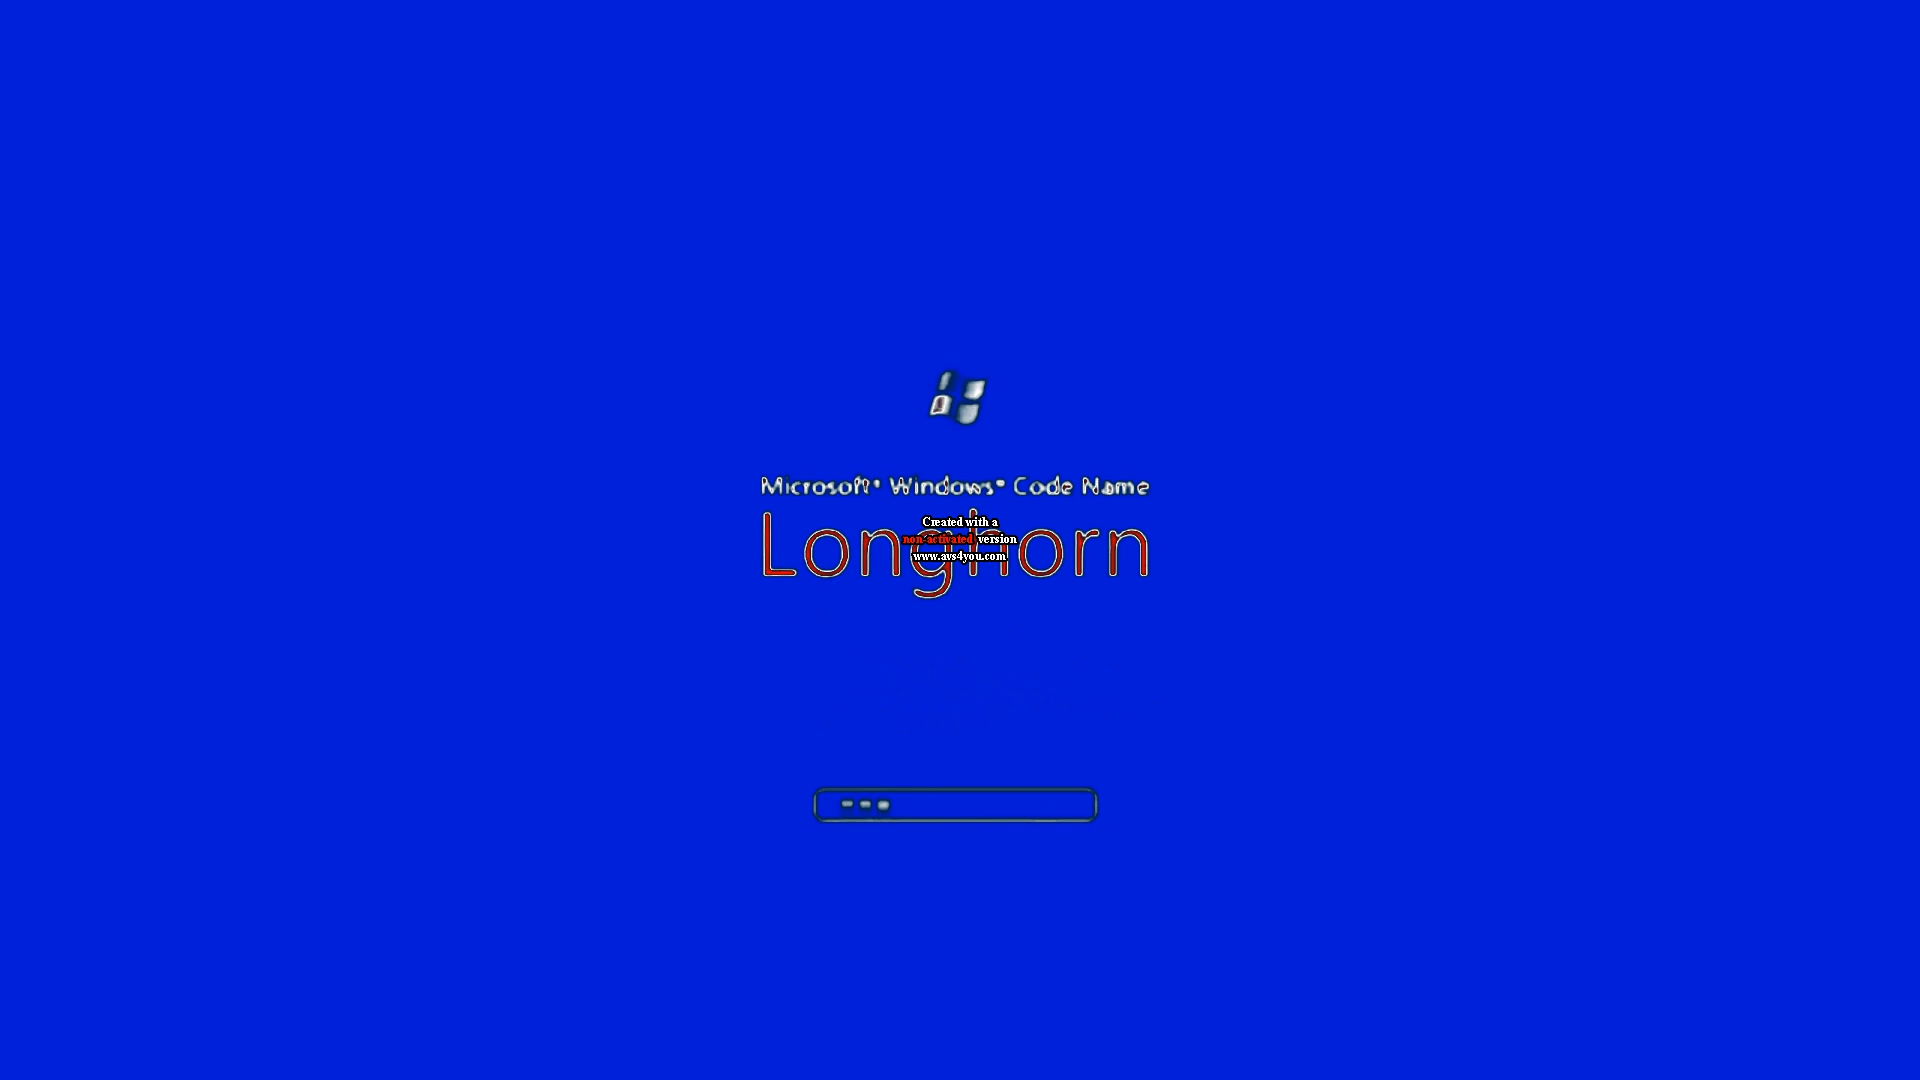 Microsoft® Windows® Code Name
Longhorn
Created with a
non-activated version
www.avs4you.com